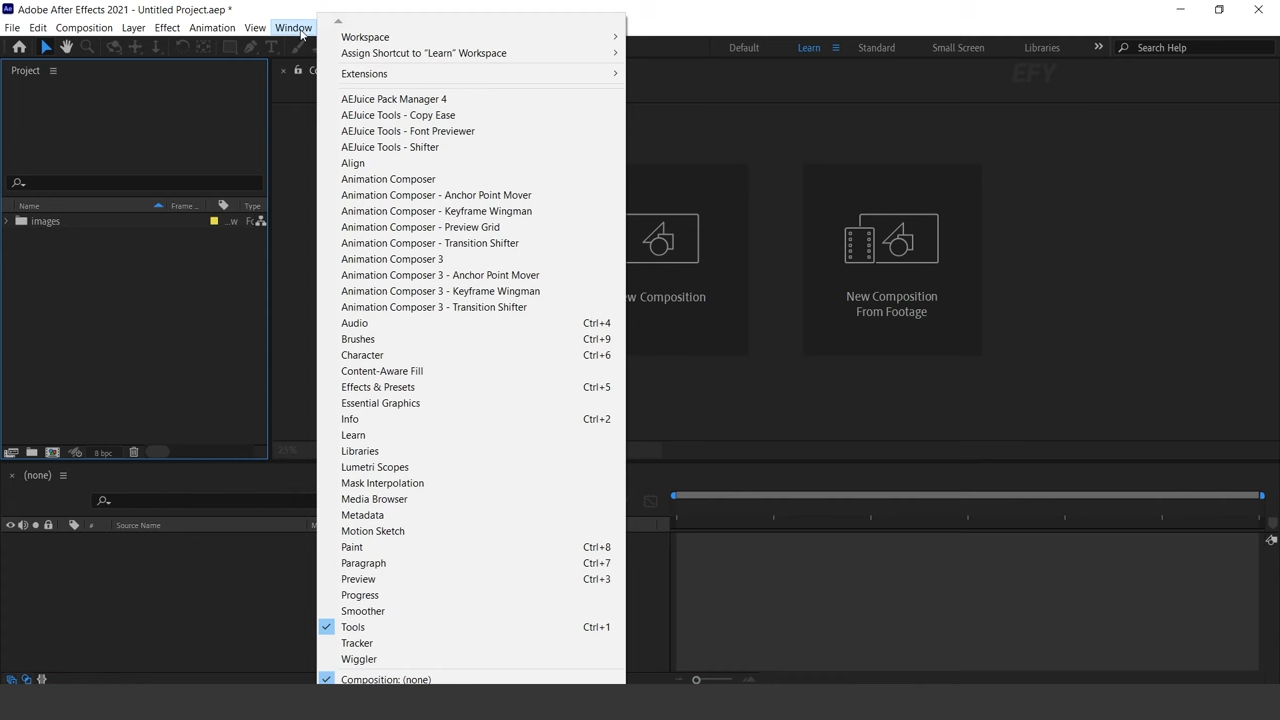 Adobe After Effects 2021 - Untitled Project.aep *
File Edit Composition Layer Effect Animation View Window
Default Learn Standard Small Screen Libraries Search Help
Project
EFY
Name Frame .. Type
images ...w
8 bpc
25%
New Composition
From Footage
Composition
(none)
# Source Name
Workspace
Assign Shortcut to "Learn" Workspace
Extensions
AEJuice Pack Manager 4
AEJuice Tools - Copy Ease
AEJuice Tools - Font Previewer
AEJuice Tools - Shifter
Align
Animation Composer
Animation Composer - Anchor Point Mover
Animation Composer - Keyframe Wingman
Animation Composer - Preview Grid
Animation Composer - Transition Shifter
Animation Composer 3
Animation Composer 3 - Anchor Point Mover
Animation Composer 3 - Keyframe Wingman
Animation Composer 3 - Transition Shifter
Audio Ctrl+4
Brushes Ctrl+9
Character Ctrl+6
Content-Aware Fill
Effects & Presets Ctrl+5
Essential Graphics
Info Ctrl+2
Learn
Libraries
Lumetri Scopes
Mask Interpolation
Media Browser
Metadata
Motion Sketch
Paint Ctrl+8
Paragraph Ctrl+7
Preview Ctrl+3
Progress
Smoother
Tools Ctrl+1
Tracker
Wiggler
Composition: (none)